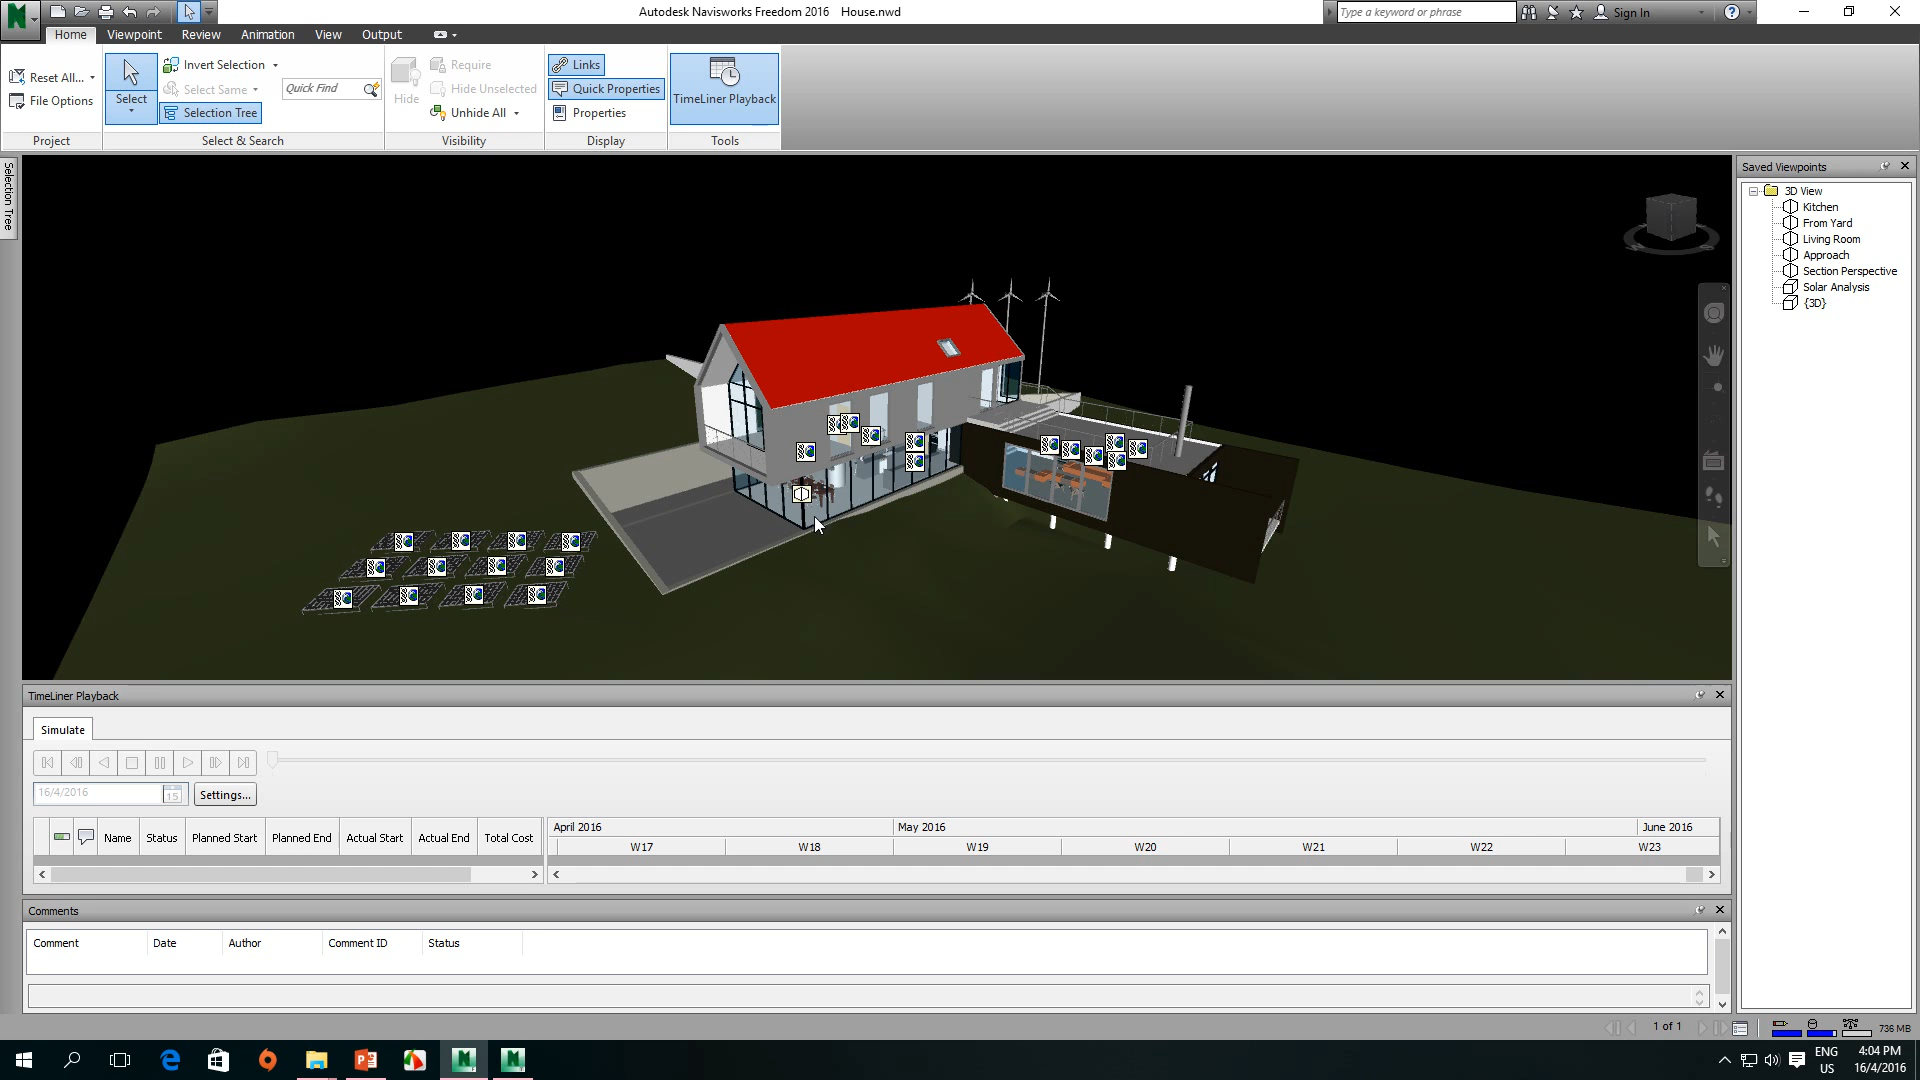 Autodesk Navisworks Freedom 2016 House.nwd
Type a keyword or phrase
Sign In
Home Viewpoint Review Animation View Output
Reset All...
File Options
Project
Select
Invert Selection
Select Same
Selection Tree
Quick Find
Select & Search
Hide
Require
Hide Unselected
Unhide All
Visibility
Links
Quick Properties
Properties
Display
TimeLiner Playback
Tools
Selection Tree
Saved Viewpoints
3D View
Kitchen
From Yard
Living Room
Approach
Section Perspective
Solar Analysis
{3D}
TimeLiner Playback
Simulate
16/4/2016
15
Settings...
Name Status Planned Start Planned End Actual Start Actual End Total Cost
April 2016 May 2016 June 2016
W17 W18 W19 W20 W21 W22 W23
Comments
Comment Date Author Comment ID Status
1 of 1
736 MB
ENG
US
4:04 PM
16/4/2016